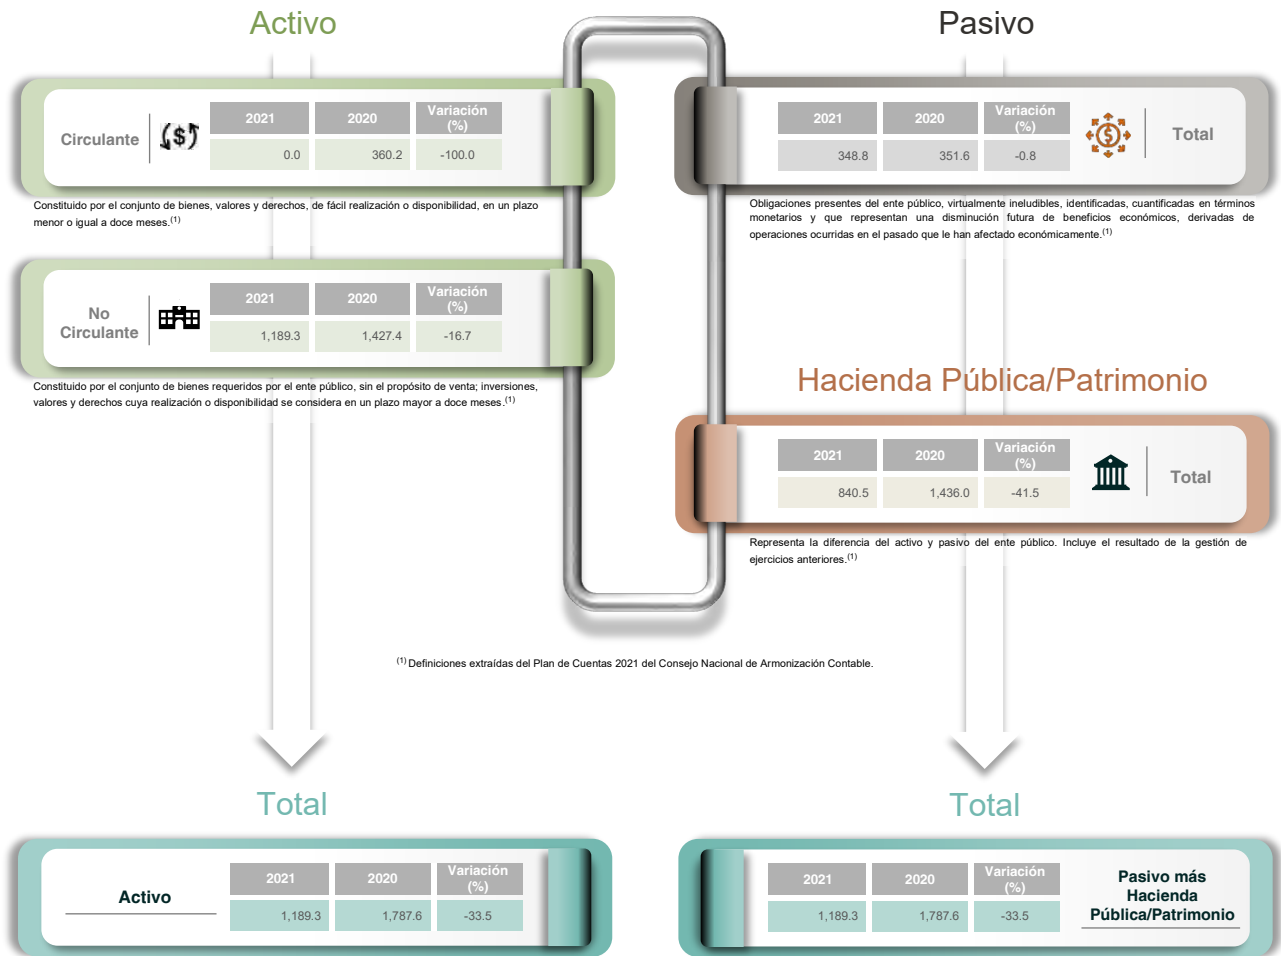 Activo
Circulante
2021 2020 Variación (%)
0.0 360.2 -100.0
Constituido por el conjunto de bienes, valores y derechos, de fácil realización o disponibilidad, en un plazo
menor o igual a doce meses.(1)
No
Circulante
2021 2020 Variación (%)
1,189.3 1,427.4 -16.7
Constituido por el conjunto de bienes requeridos por el ente público, sin el propósito de venta; inversiones,
valores y derechos cuya realización o disponibilidad se considera en un plazo mayor a doce meses.(1)
Pasivo
2021 2020 Variación (%)
348.8 351.6 -0.8
Total
Obligaciones presentes del ente público, virtualmente ineludibles, identificadas, cuantificadas en términos
monetarios y que representan una disminución futura de beneficios económicos, derivadas de
operaciones ocurridas en el pasado que le han afectado económicamente.(1)
Hacienda Pública/Patrimonio
2021 2020 Variación (%)
840.5 1,436.0 -41.5
Total
Representa la diferencia del activo y pasivo del ente público. Incluye el resultado de la gestión de
ejercicios anteriores.(1)
(1) Definiciones extraídas del Plan de Cuentas 2021 del Consejo Nacional de Armonización Contable.
Total
Activo
2021 2020 Variación (%)
1,189.3 1,787.6 -33.5
Total
2021 2020 Variación (%)
1,189.3 1,787.6 -33.5
Pasivo más
Hacienda
Pública/Patrimonio